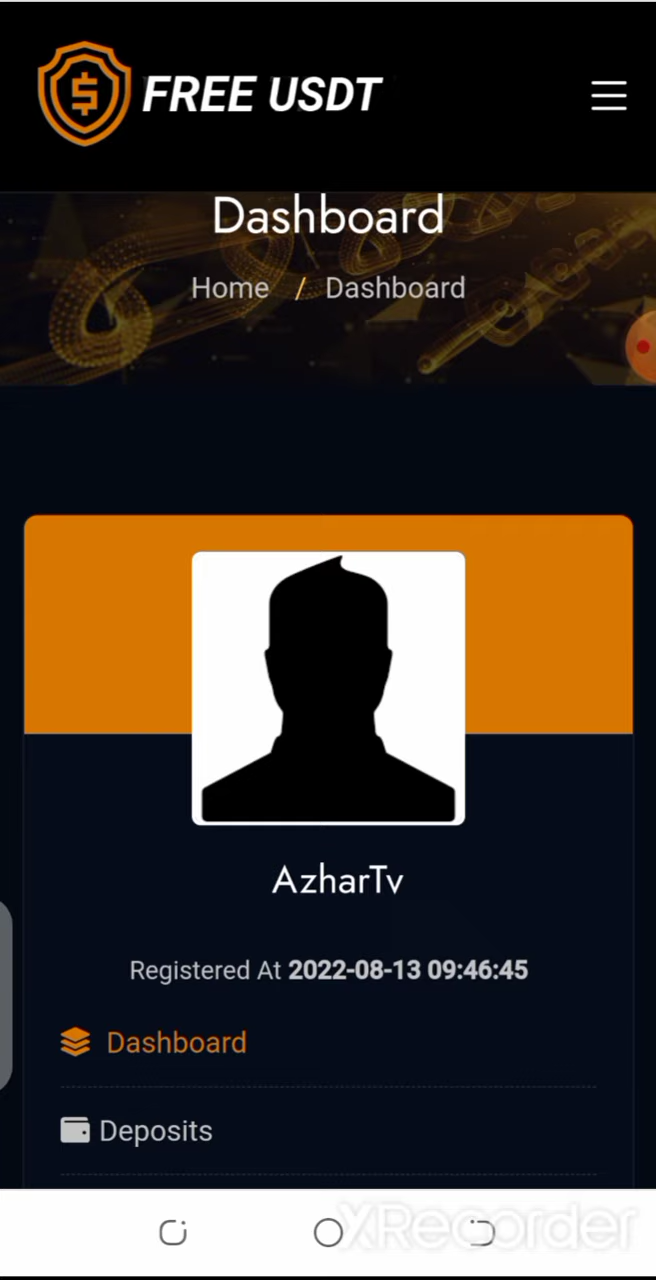 FREE USDT
Dashboard
Home / Dashboard
AzharTv
Registered At 2022-08-13 09:46:45
Dashboard
Deposits
XRecorder